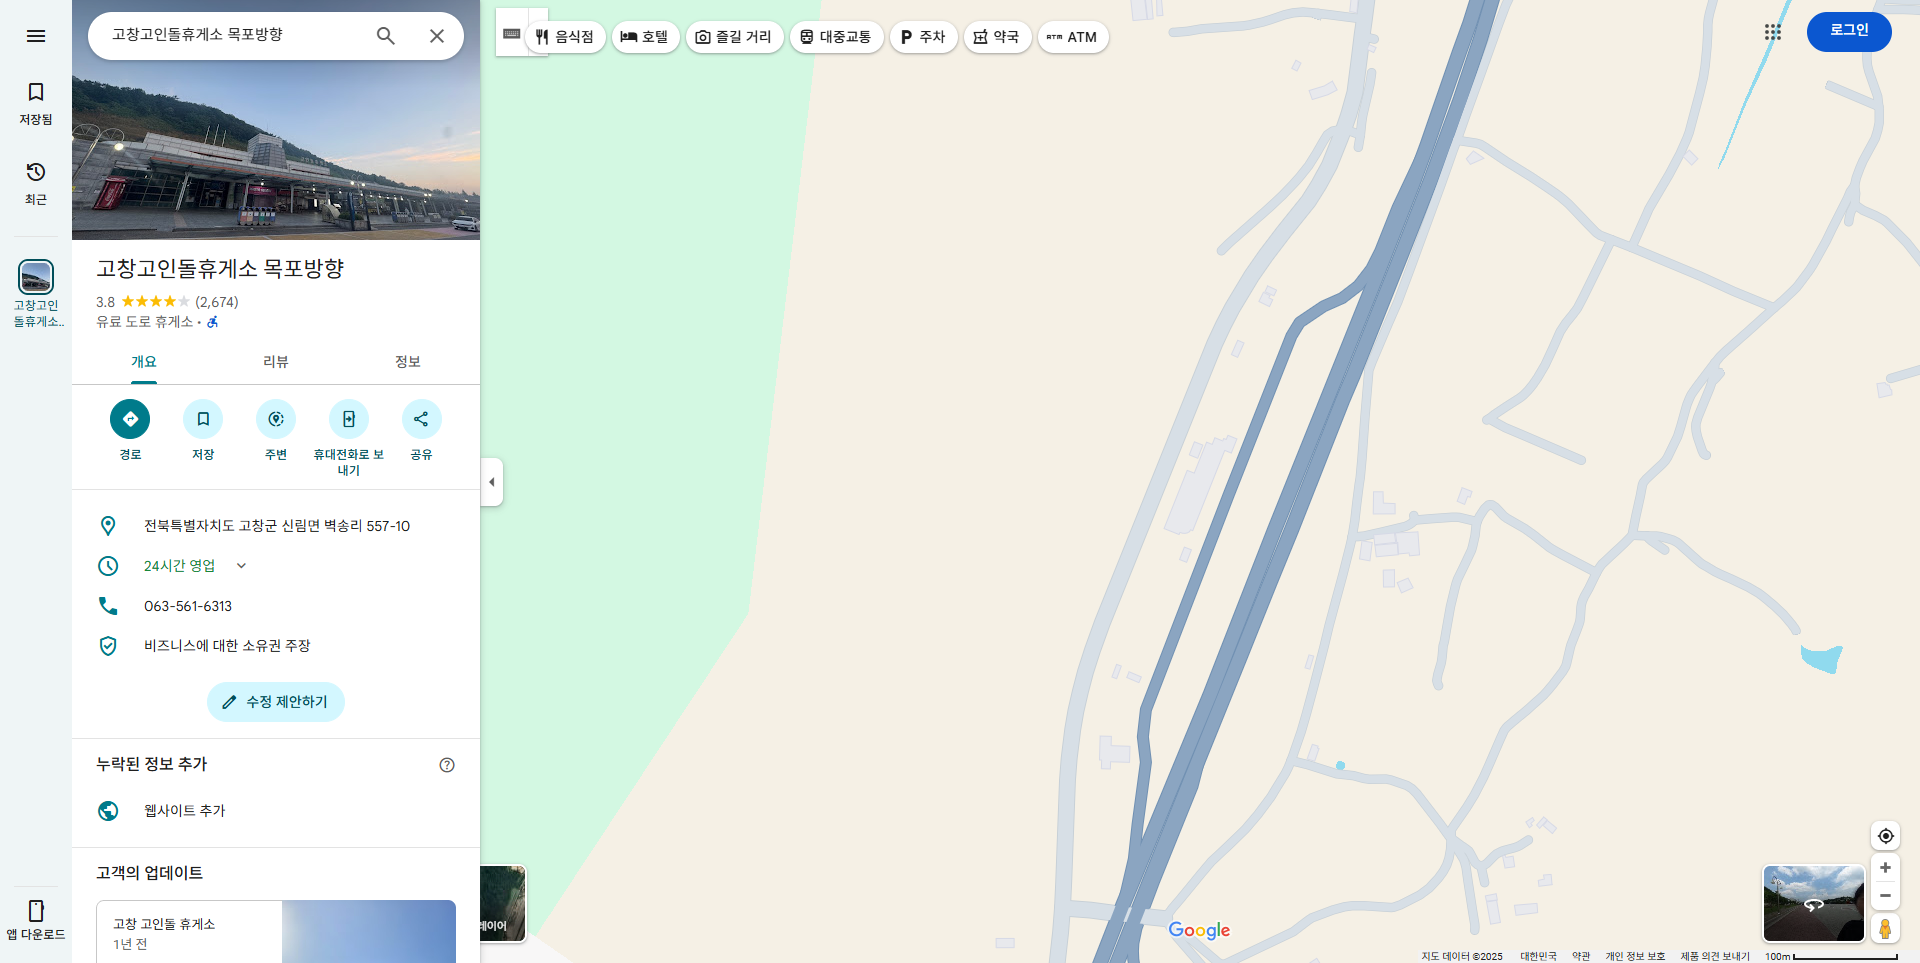 고창고인돌휴게소 목포방향
저장됨
최근
고창고인
돌휴게소..
앱 다운로드
고창고인돌휴게소 목포방향
3.8 (2,674)
유료 도로 휴게소 ·
개요 리뷰 정보
경로 저장 주변 휴대전화로 보 공유
내기
전북특별자치도 고창군 신림면 벽송리 557-10
24시간 영업
063-561-6313
비즈니스에 대한 소유권 주장
수정 제안하기
누락된 정보 추가
웹사이트 추가
고객의 업데이트
고창 고인돌 휴게소
1년 전
음식점 호텔 즐길 거리 대중교통 P 주차 약국 ATM ATM
로그인
레이어
Google
지도 데이터 ©2025 대한민국 약관 개인 정보 보호 제품 의견 보내기 100m